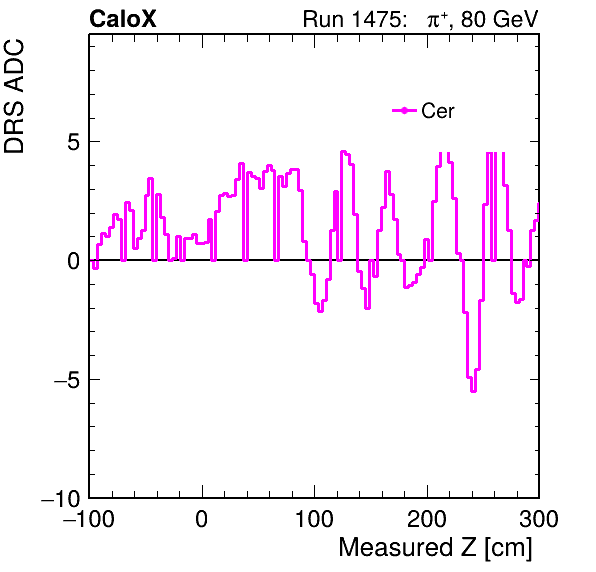 CaloX Run 1475: π⁺, 80 GeV
DRS ADC
Cer
5
0
−5
−10
−100 0 100 200 300
Measured Z [cm]